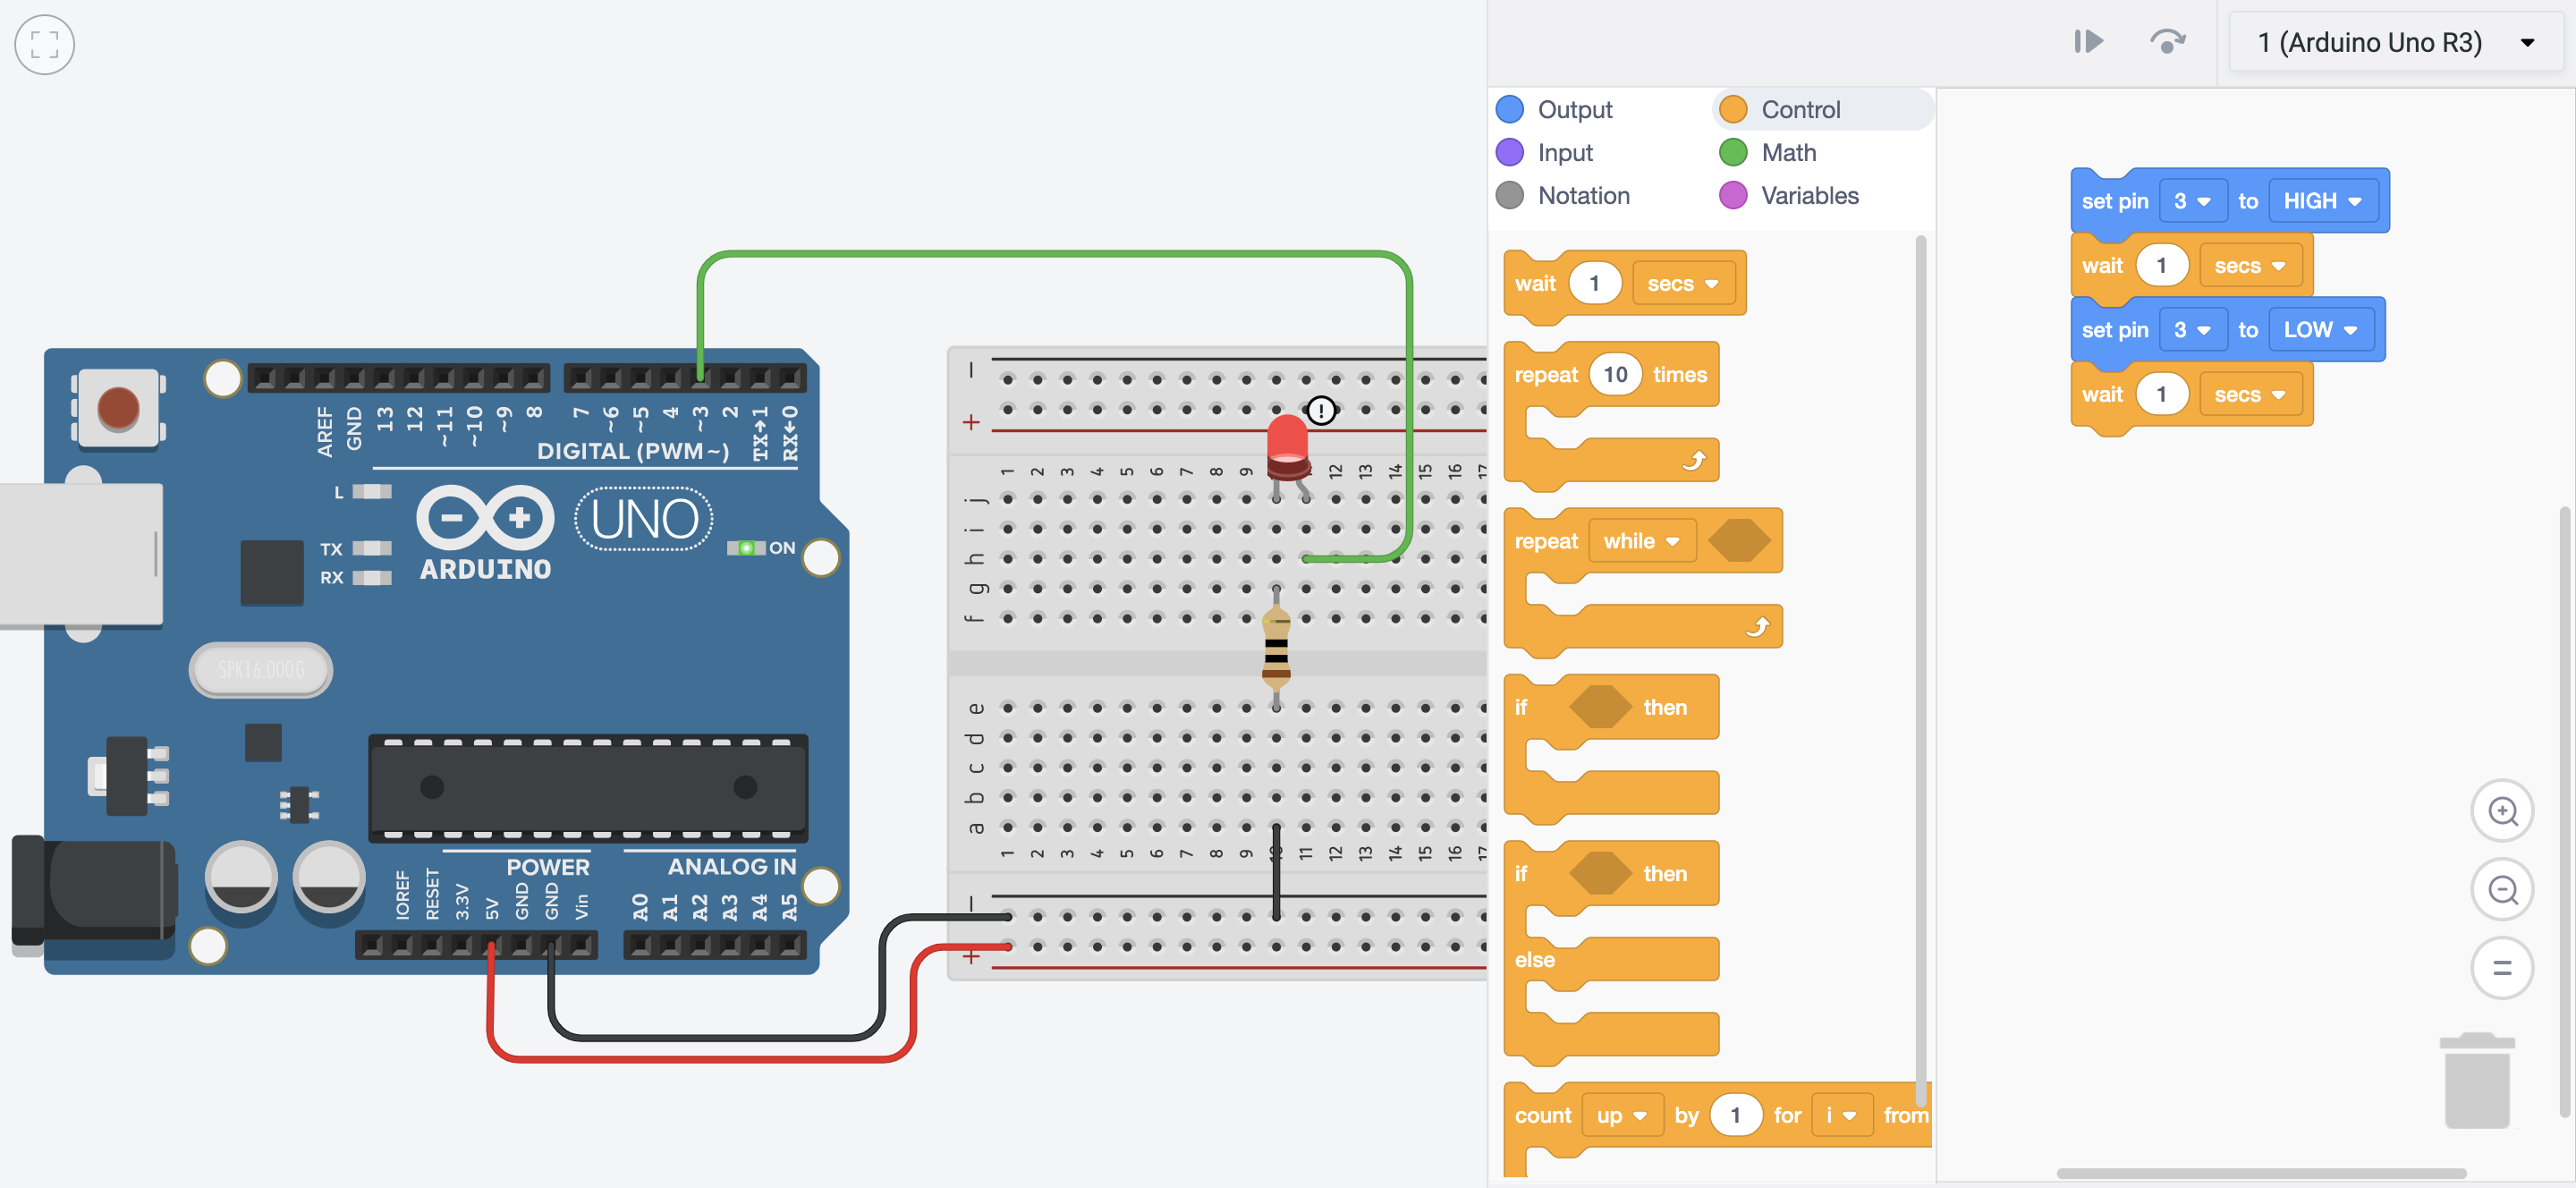 1 (Arduino Uno R3)
Output
Control
Input
Math
Notation
Variables
set pin 3 to HIGH
wait 1 secs
set pin 3 to LOW
wait 1 secs
wait 1 secs
repeat 10 times
repeat while
if then
if then
else
count up by 1 for i from
AREF
GND
13
12
~11
~10
~9
8
7
~6
~5
4
~3
2
TX→1
RX←0
DIGITAL (PWM ~)
L
TX
RX
ARDUINO
UNO
ON
SPK16.000G
POWER
ANALOG IN
IOREF
RESET
3.3V
5V
GND
GND
Vin
A0
A1
A2
A3
A4
A5
−
+
!
1 2 3 4 5 6 7 8 9 12 13 14 15 16 17
j
i
h
g
f
e
d
c
b
a
1 2 3 4 5 6 7 8 9 10 11 12 13 14 15 16 17
−
+